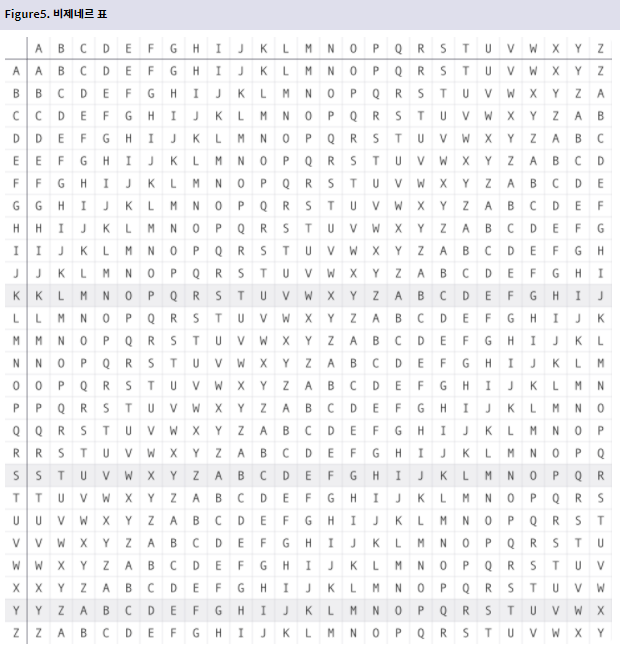 Figure5. 비제네르 표
A B C D E F G H I J K L M N O P Q R S T U V W X Y Z
A A B C D E F G H I J K L M N O P Q R S T U V W X Y Z
B B C D E F G H I J K L M N O P Q R S T U V W X Y Z A
C C D E F G H I J K L M N O P Q R S T U V W X Y Z A B
D D E F G H I J K L M N O P Q R S T U V W X Y Z A B C
E E F G H I J K L M N O P Q R S T U V W X Y Z A B C D
F F G H I J K L M N O P Q R S T U V W X Y Z A B C D E
G G H I J K L M N O P Q R S T U V W X Y Z A B C D E F
H H I J K L M N O P Q R S T U V W X Y Z A B C D E F G
I I J K L M N O P Q R S T U V W X Y Z A B C D E F G H
J J K L M N O P Q R S T U V W X Y Z A B C D E F G H I
K K L M N O P Q R S T U V W X Y Z A B C D E F G H I J
L L M N O P Q R S T U V W X Y Z A B C D E F G H I J K
M M N O P Q R S T U V W X Y Z A B C D E F G H I J K L
N N O P Q R S T U V W X Y Z A B C D E F G H I J K L M
O O P Q R S T U V W X Y Z A B C D E F G H I J K L M N
P P Q R S T U V W X Y Z A B C D E F G H I J K L M N O
Q Q R S T U V W X Y Z A B C D E F G H I J K L M N O P
R R S T U V W X Y Z A B C D E F G H I J K L M N O P Q
S S T U V W X Y Z A B C D E F G H I J K L M N O P Q R
T T U V W X Y Z A B C D E F G H I J K L M N O P Q R S
U U V W X Y Z A B C D E F G H I J K L M N O P Q R S T
V V W X Y Z A B C D E F G H I J K L M N O P Q R S T U
W W X Y Z A B C D E F G H I J K L M N O P Q R S T U V
X X Y Z A B C D E F G H I J K L M N O P Q R S T U V W
Y Y Z A B C D E F G H I J K L M N O P Q R S T U V W X
Z Z A B C D E F G H I J K L M N O P Q R S T U V W X Y